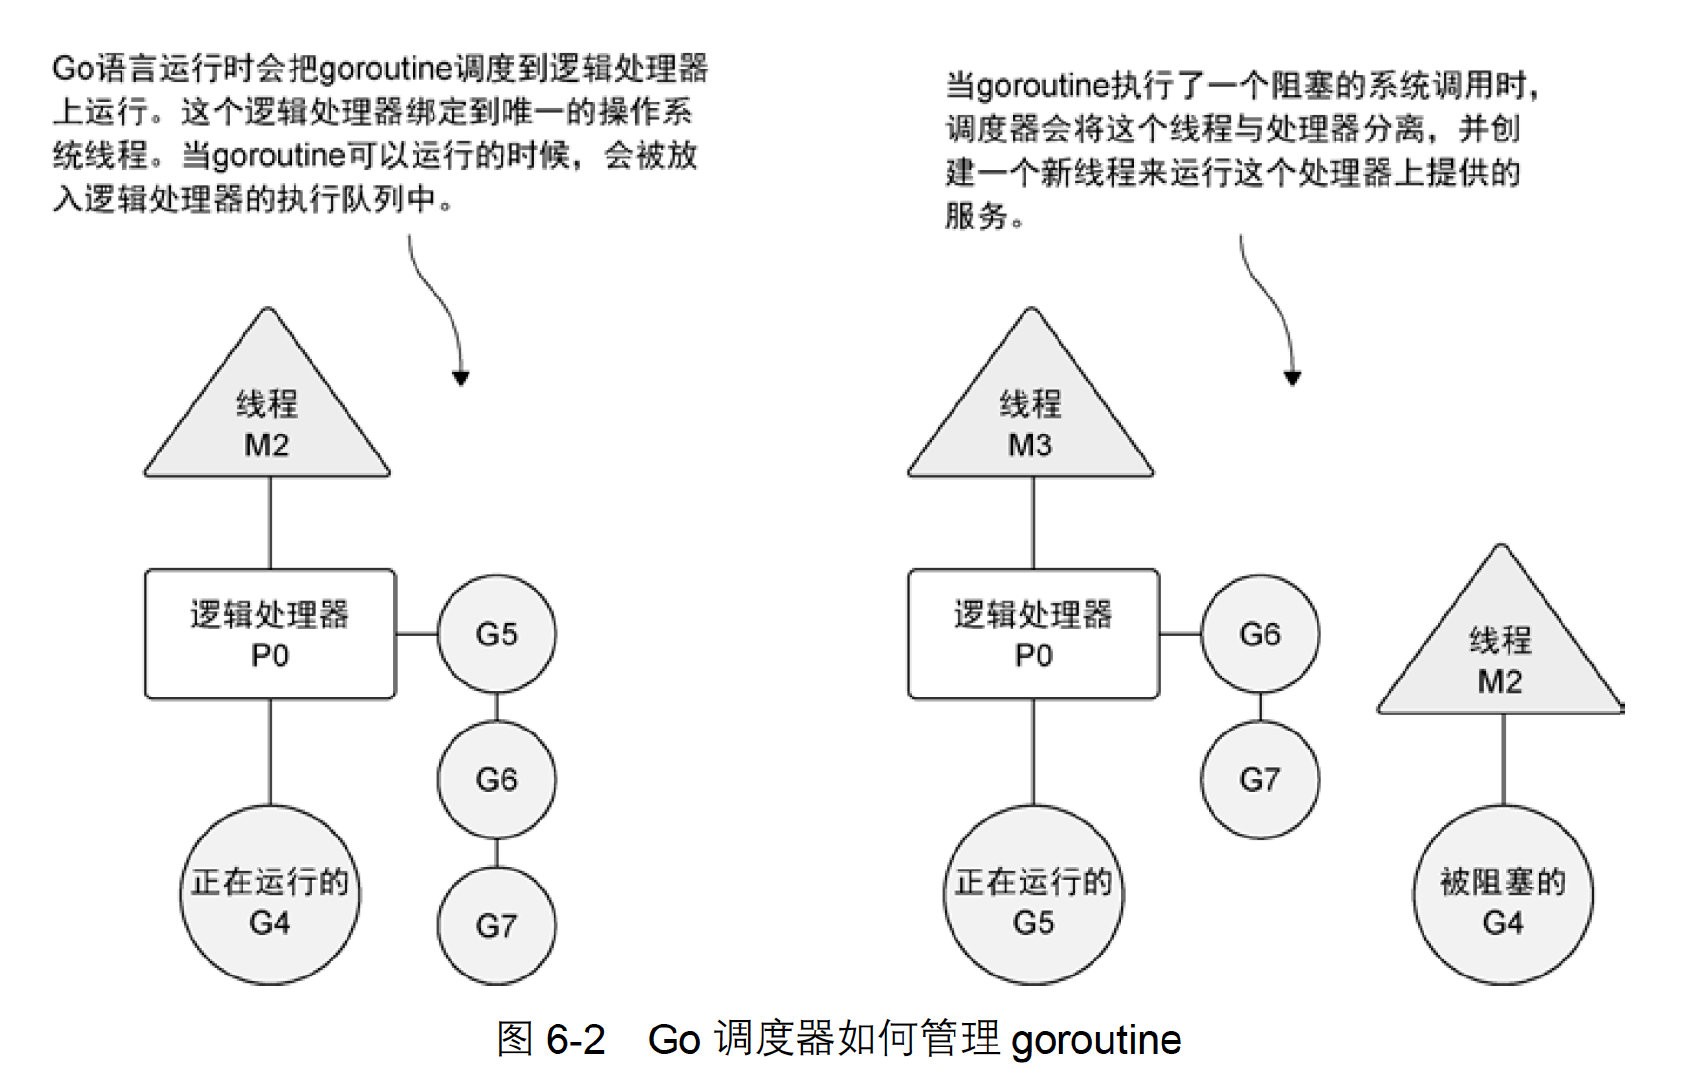 Go语言运行时会把goroutine调度到逻辑处理器
上运行。这个逻辑处理器绑定到唯一的操作系
统线程。当goroutine可以运行的时候，会被放
入逻辑处理器的执行队列中。
当goroutine执行了一个阻塞的系统调用时，
调度器会将这个线程与处理器分离，并创
建一个新线程来运行这个处理器上提供的
服务。
线程
M2
逻辑处理器
P0
G5
G6
G7
正在运行的
G4
线程
M3
逻辑处理器
P0
G6
G7
正在运行的
G5
线程
M2
被阻塞的
G4
图 6-2 Go 调度器如何管理 goroutine